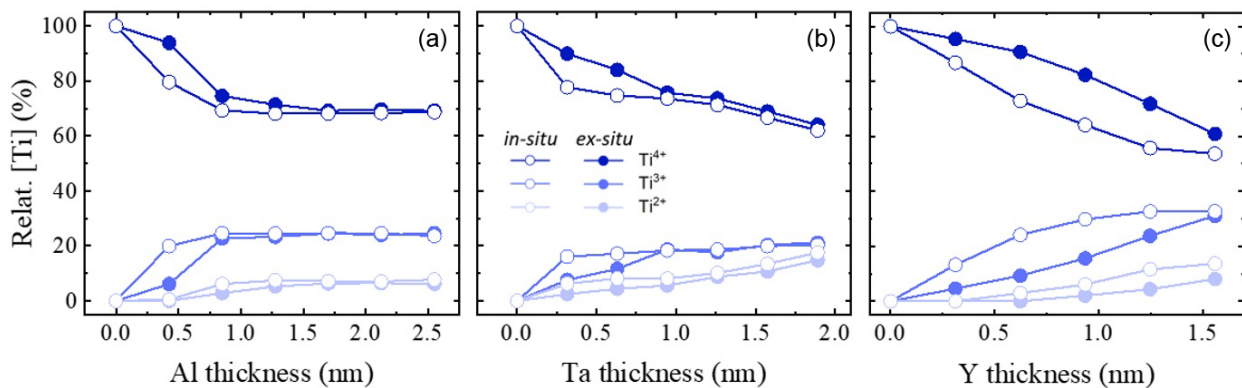 (a) (b) (c)
Relat. [Ti] (%)
100
80
60
40
20
0
in-situ ex-situ
Ti⁴⁺
Ti³⁺
Ti²⁺
0.0 0.5 1.0 1.5 2.0 2.5
0.0 0.5 1.0 1.5 2.0
0.0 0.5 1.0 1.5
Al thickness (nm)
Ta thickness (nm)
Y thickness (nm)